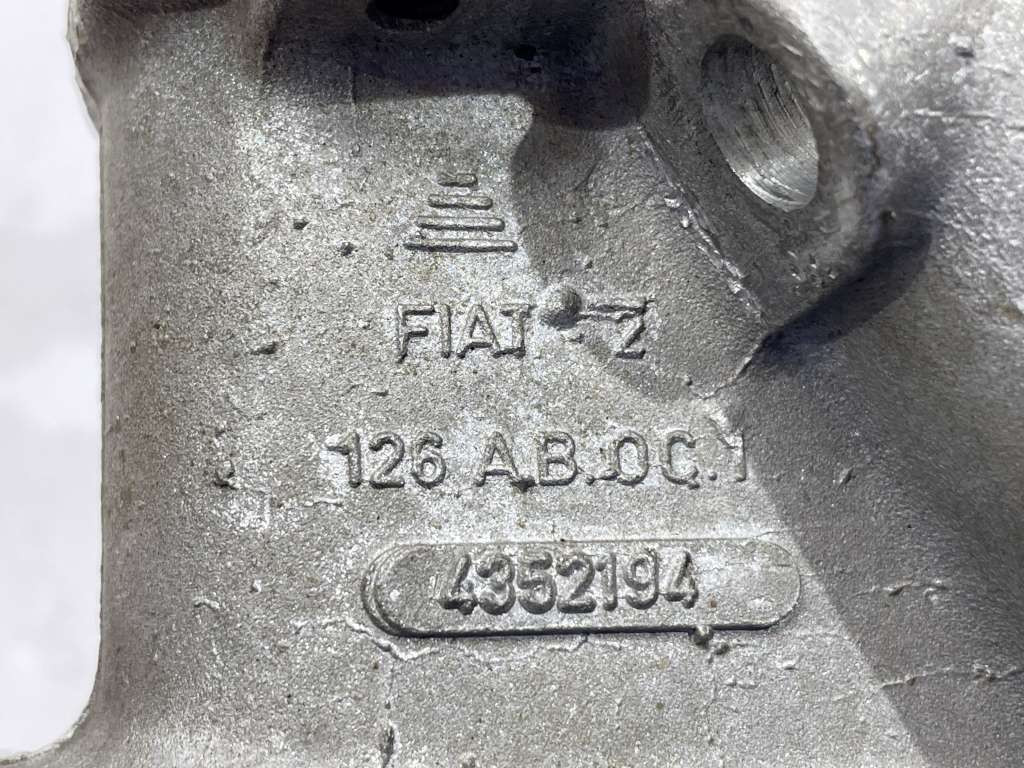 FIAT - Z
126 A.B.OC.1
4352194